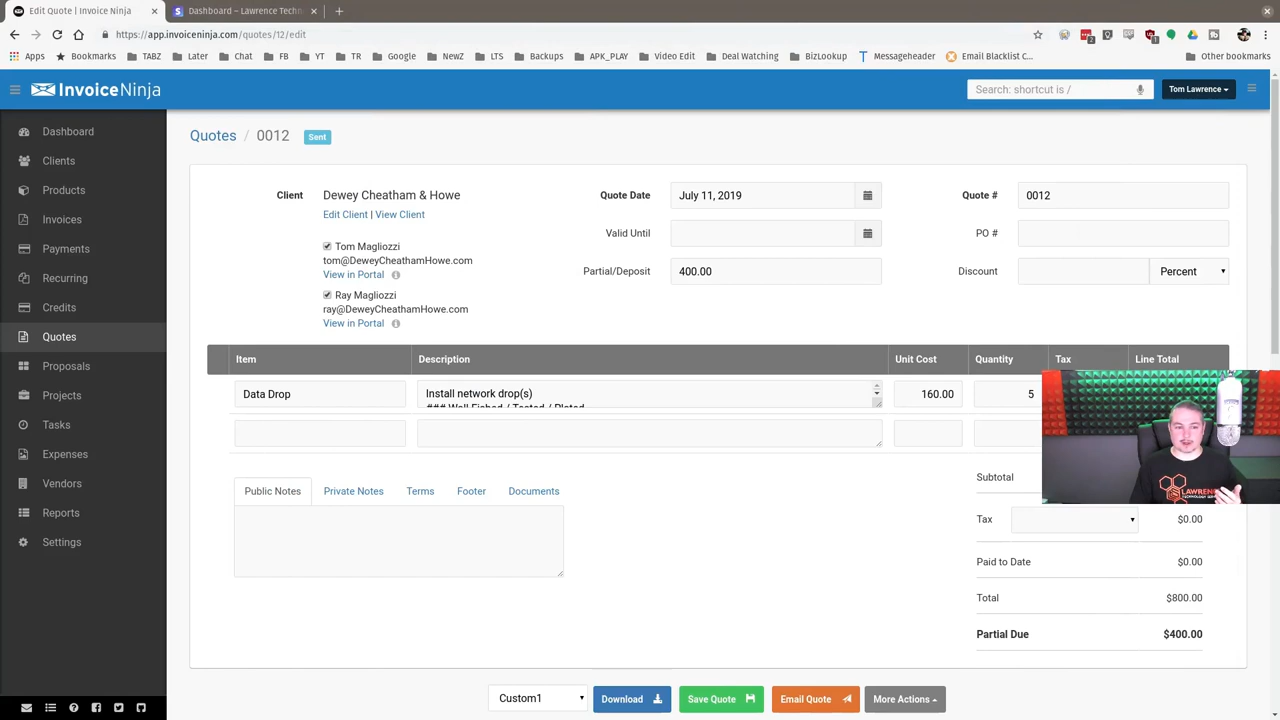 Edit Quote | Invoice Ninja
Dashboard – Lawrence Techn
https://app.invoiceninja.com/quotes/12/edit
Apps
Bookmarks
TABZ
Later
Chat
FB
YT
TR
Google
NewZ
LTS
Backups
APK_PLAY
Video Edit
Deal Watching
BizLookup
Messageheader
Email Blacklist C...
Other bookmarks
InvoiceNinja
Search: shortcut is /
Tom Lawrence
Dashboard
Clients
Products
Invoices
Payments
Recurring
Credits
Quotes
Proposals
Projects
Tasks
Expenses
Vendors
Reports
Settings
Quotes / 0012 Sent
Client
Dewey Cheatham & Howe
Edit Client | View Client
Tom Magliozzi
tom@DeweyCheathamHowe.com
View in Portal
Ray Magliozzi
ray@DeweyCheathamHowe.com
View in Portal
Quote Date
July 11, 2019
Valid Until
Partial/Deposit
400.00
Quote #
0012
PO #
Discount
Percent
Item
Description
Unit Cost
Quantity
Tax
Line Total
Data Drop
Install network drop(s)
### Wall Fished / Tested / Plated
160.00
5
Public Notes
Private Notes
Terms
Footer
Documents
Subtotal
Tax
$0.00
Paid to Date
$0.00
Total
$800.00
Partial Due
$400.00
LAWRENCE
Custom1
Download
Save Quote
Email Quote
More Actions